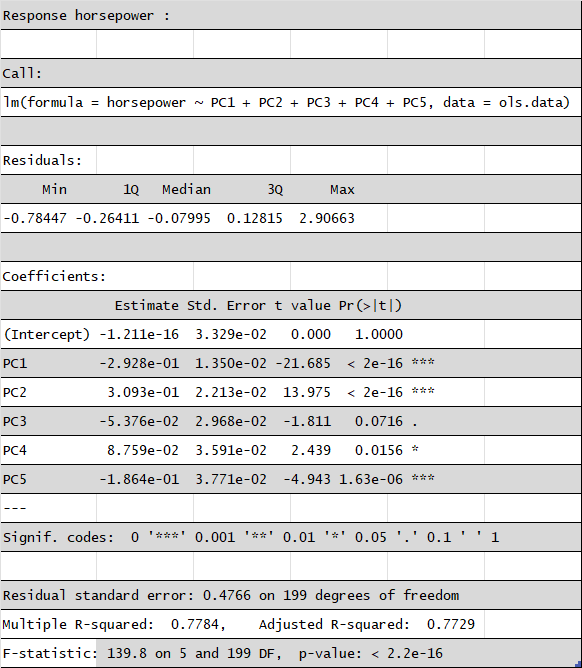 Response horsepower :
Call:
lm(formula = horsepower ~ PC1 + PC2 + PC3 + PC4 + PC5, data = ols.data)
Residuals:
Min 1Q Median 3Q Max
-0.78447 -0.26411 -0.07995 0.12815 2.90663
Coefficients:
Estimate Std. Error t value Pr(>|t|)
(Intercept) -1.211e-16 3.329e-02 0.000 1.0000
PC1 -2.928e-01 1.350e-02 -21.685 < 2e-16 ***
PC2 3.093e-01 2.213e-02 13.975 < 2e-16 ***
PC3 -5.376e-02 2.968e-02 -1.811 0.0716 .
PC4 8.759e-02 3.591e-02 2.439 0.0156 *
PC5 -1.864e-01 3.771e-02 -4.943 1.63e-06 ***
---
Signif. codes: 0 '***' 0.001 '**' 0.01 '*' 0.05 '.' 0.1 ' ' 1
Residual standard error: 0.4766 on 199 degrees of freedom
Multiple R-squared: 0.7784, Adjusted R-squared: 0.7729
F-statistic: 139.8 on 5 and 199 DF, p-value: < 2.2e-16